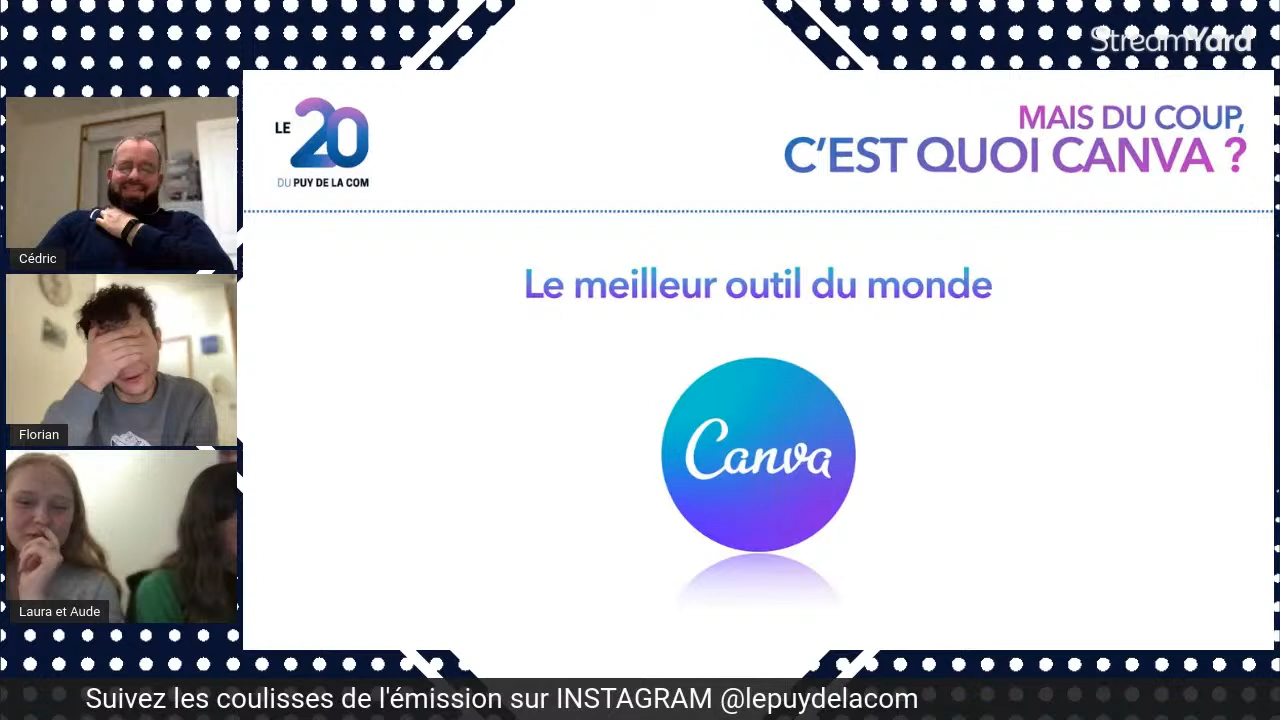 StreamYard
LE 20
DU PUY DE LA COM
MAIS DU COUP,
C'EST QUOI CANVA ?
Le meilleur outil du monde
Canva
Cédric
Florian
Laura et Aude
Suivez les coulisses de l'émission sur INSTAGRAM @lepuydelacom